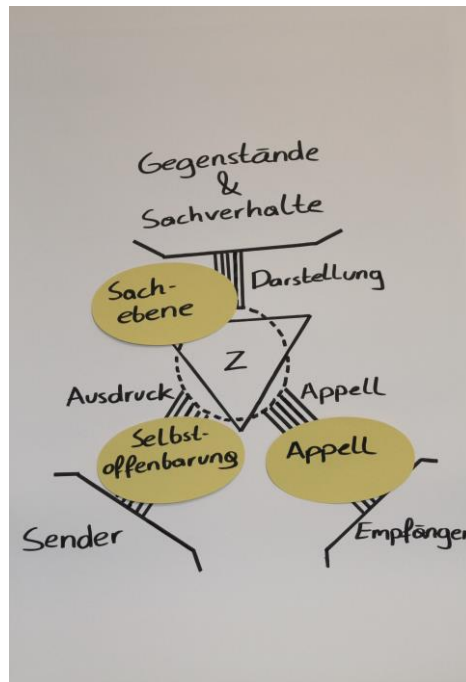 Gegenstände
&
Sachverhalte
Darstellung
Sach-
ebene
Z
Ausdruck
Appell
Selbst-
offenbarung
Appell
Sender
Empfänger